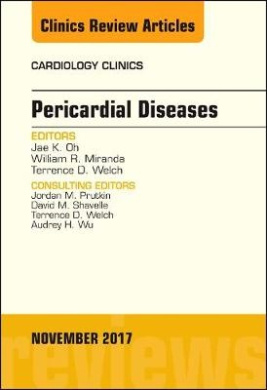 Clinics Review Articles
CARDIOLOGY CLINICS
Pericardial Diseases
EDITORS
Jae K. Oh
William R. Miranda
Terrence D. Welch
CONSULTING EDITORS
Jordan M. Prutkin
David M. Shavelle
Terrence D. Welch
Audrey H. Wu
NOVEMBER 2017
reviews